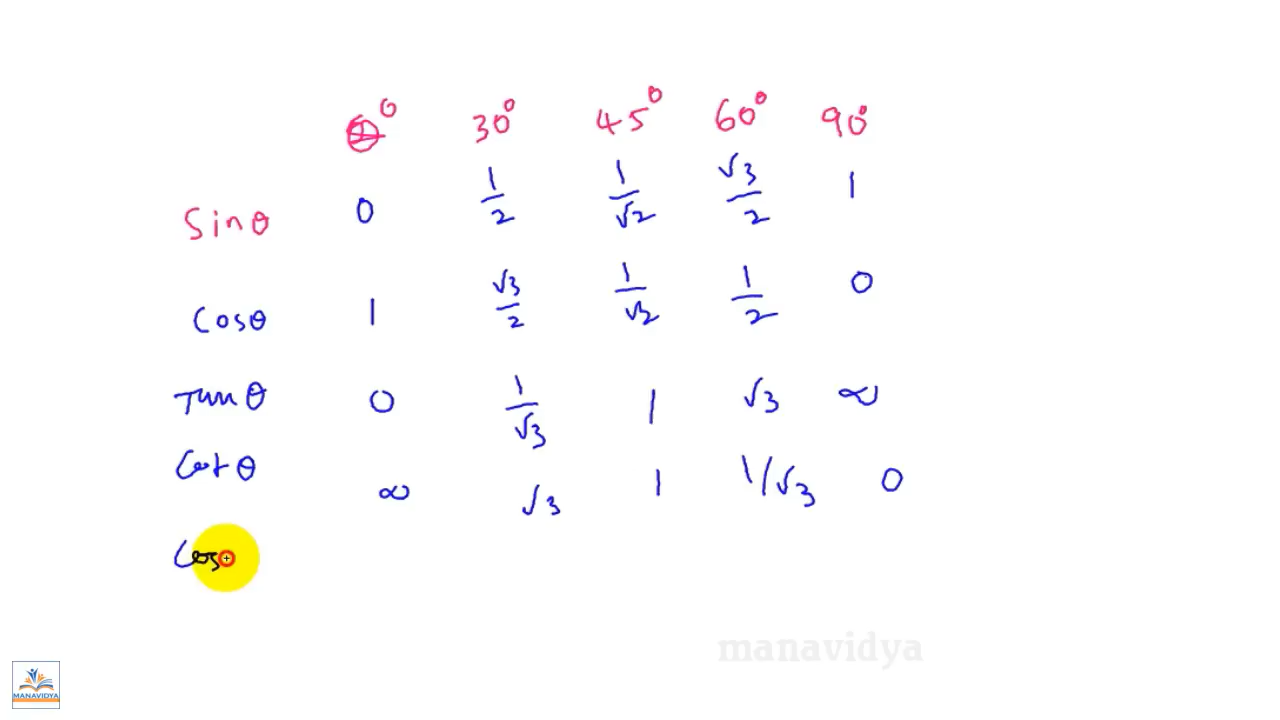 0° 30° 45° 60° 90°
Sinθ 0 1/2 1/√2 √3/2 1
Cosθ 1 √3/2 1/√2 1/2 0
Tanθ 0 1/√3 1 √3 ∞
Cotθ ∞ √3 1 1/√3 0
Cos
manavidya
MANAVIDYA